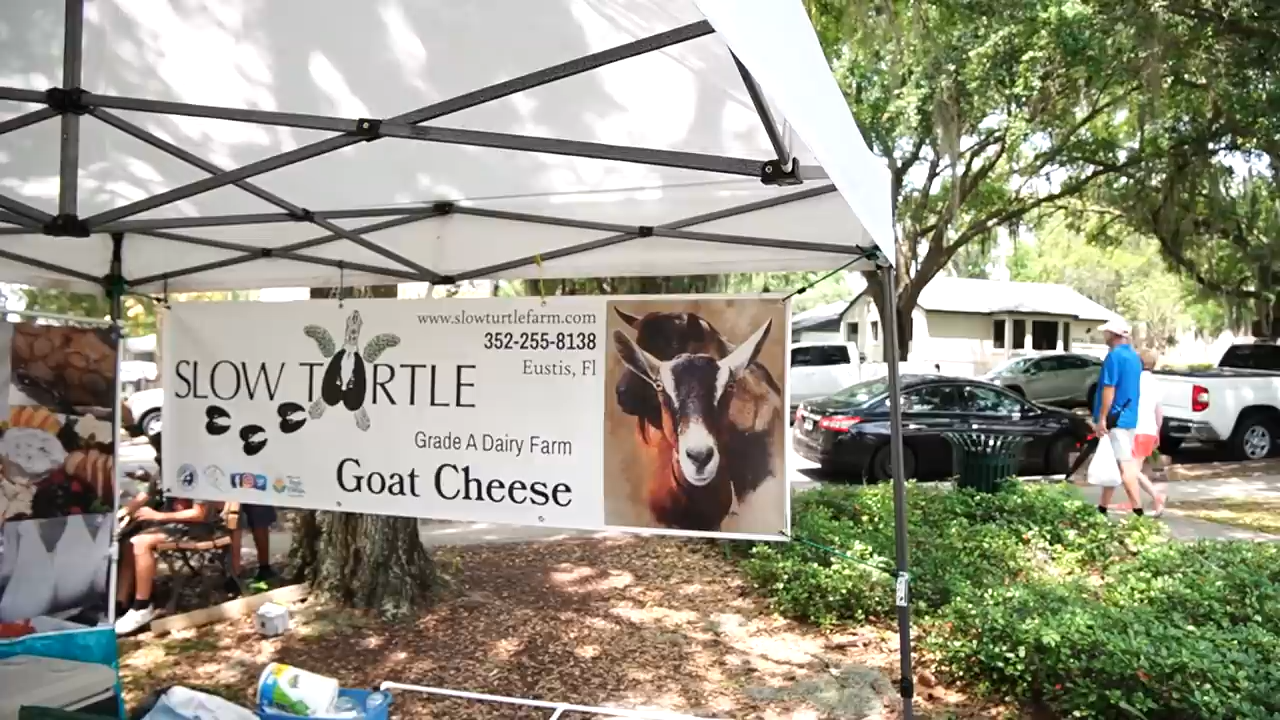 www.slowturtlefarm.com
352-255-8138
Eustis, Fl
SLOW TURTLE
Grade A Dairy Farm
Goat Cheese